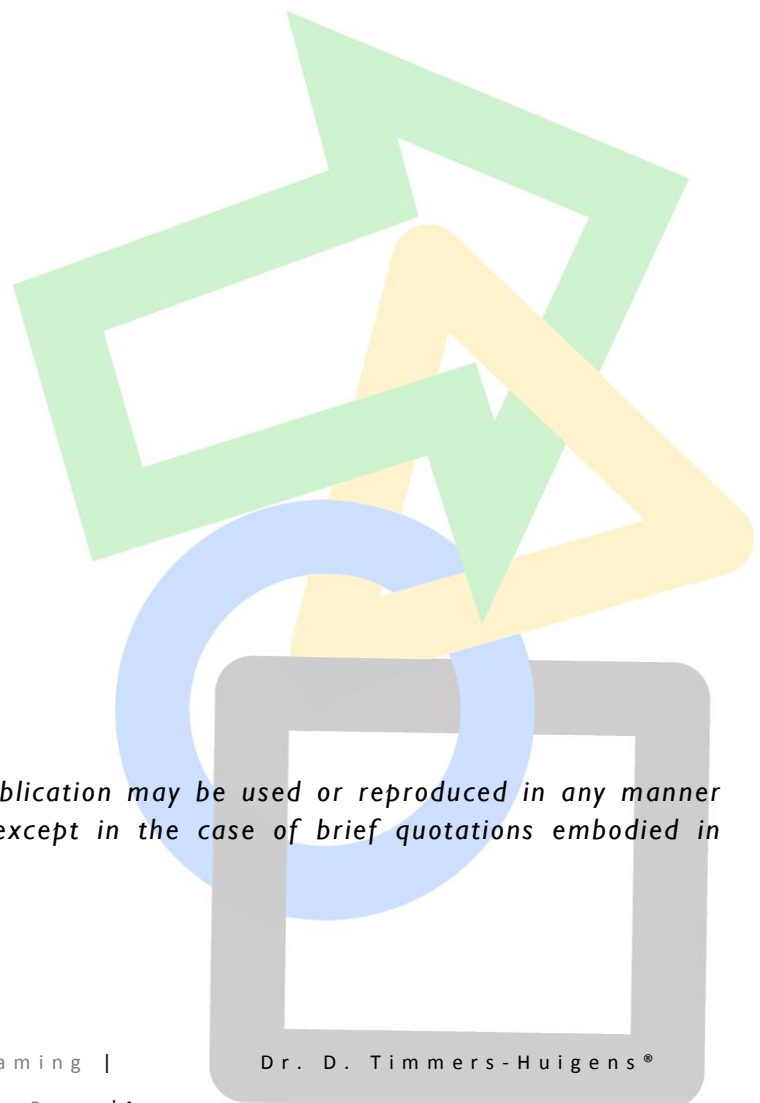 blication may be used or reproduced in any manner
except in the case of brief quotations embodied in
aming | Dr. D. Timmers-Huigens®